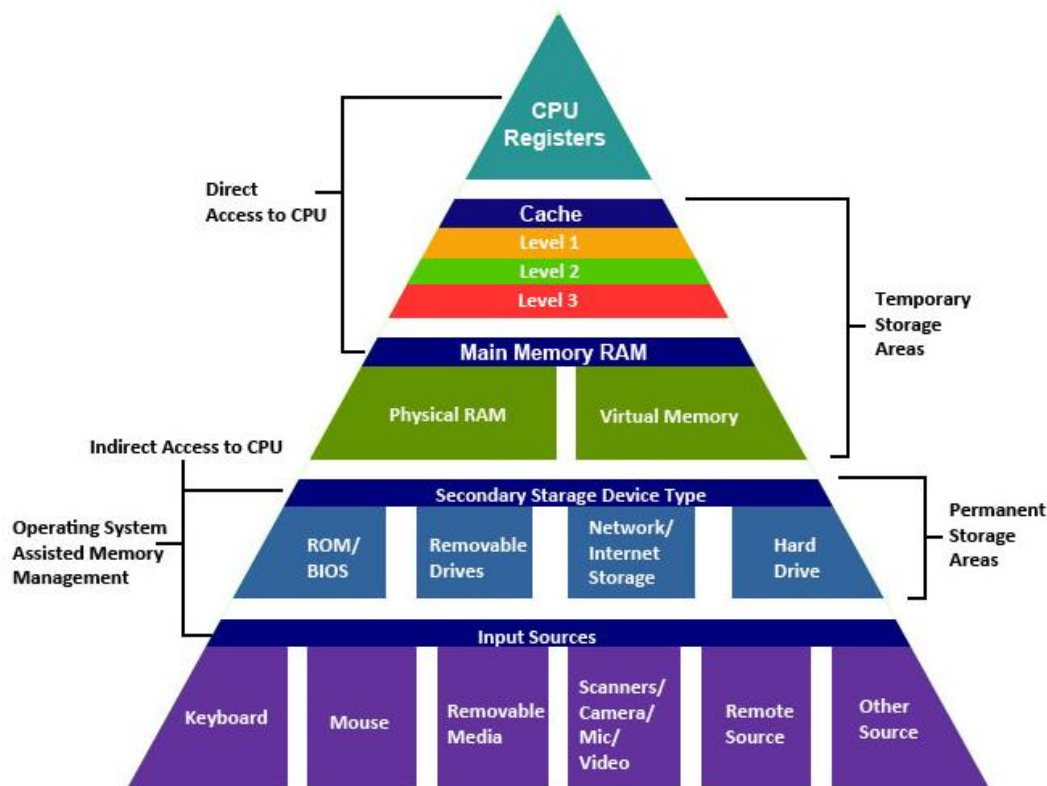 CPU
Registers
Direct
Access to CPU
Cache
Level 1
Level 2
Level 3
Temporary
Storage
Areas
Main Memory RAM
Physical RAM
Virtual Memory
Indirect Access to CPU
Operating System
Assisted Memory
Management
Secondary Starage Device Type
ROM/
BIOS
Removable
Drives
Network/
Internet
Storage
Hard
Drive
Permanent
Storage
Areas
Input Sources
Keyboard
Mouse
Removable
Media
Scanners/
Camera/
Mic/
Video
Remote
Source
Other
Source